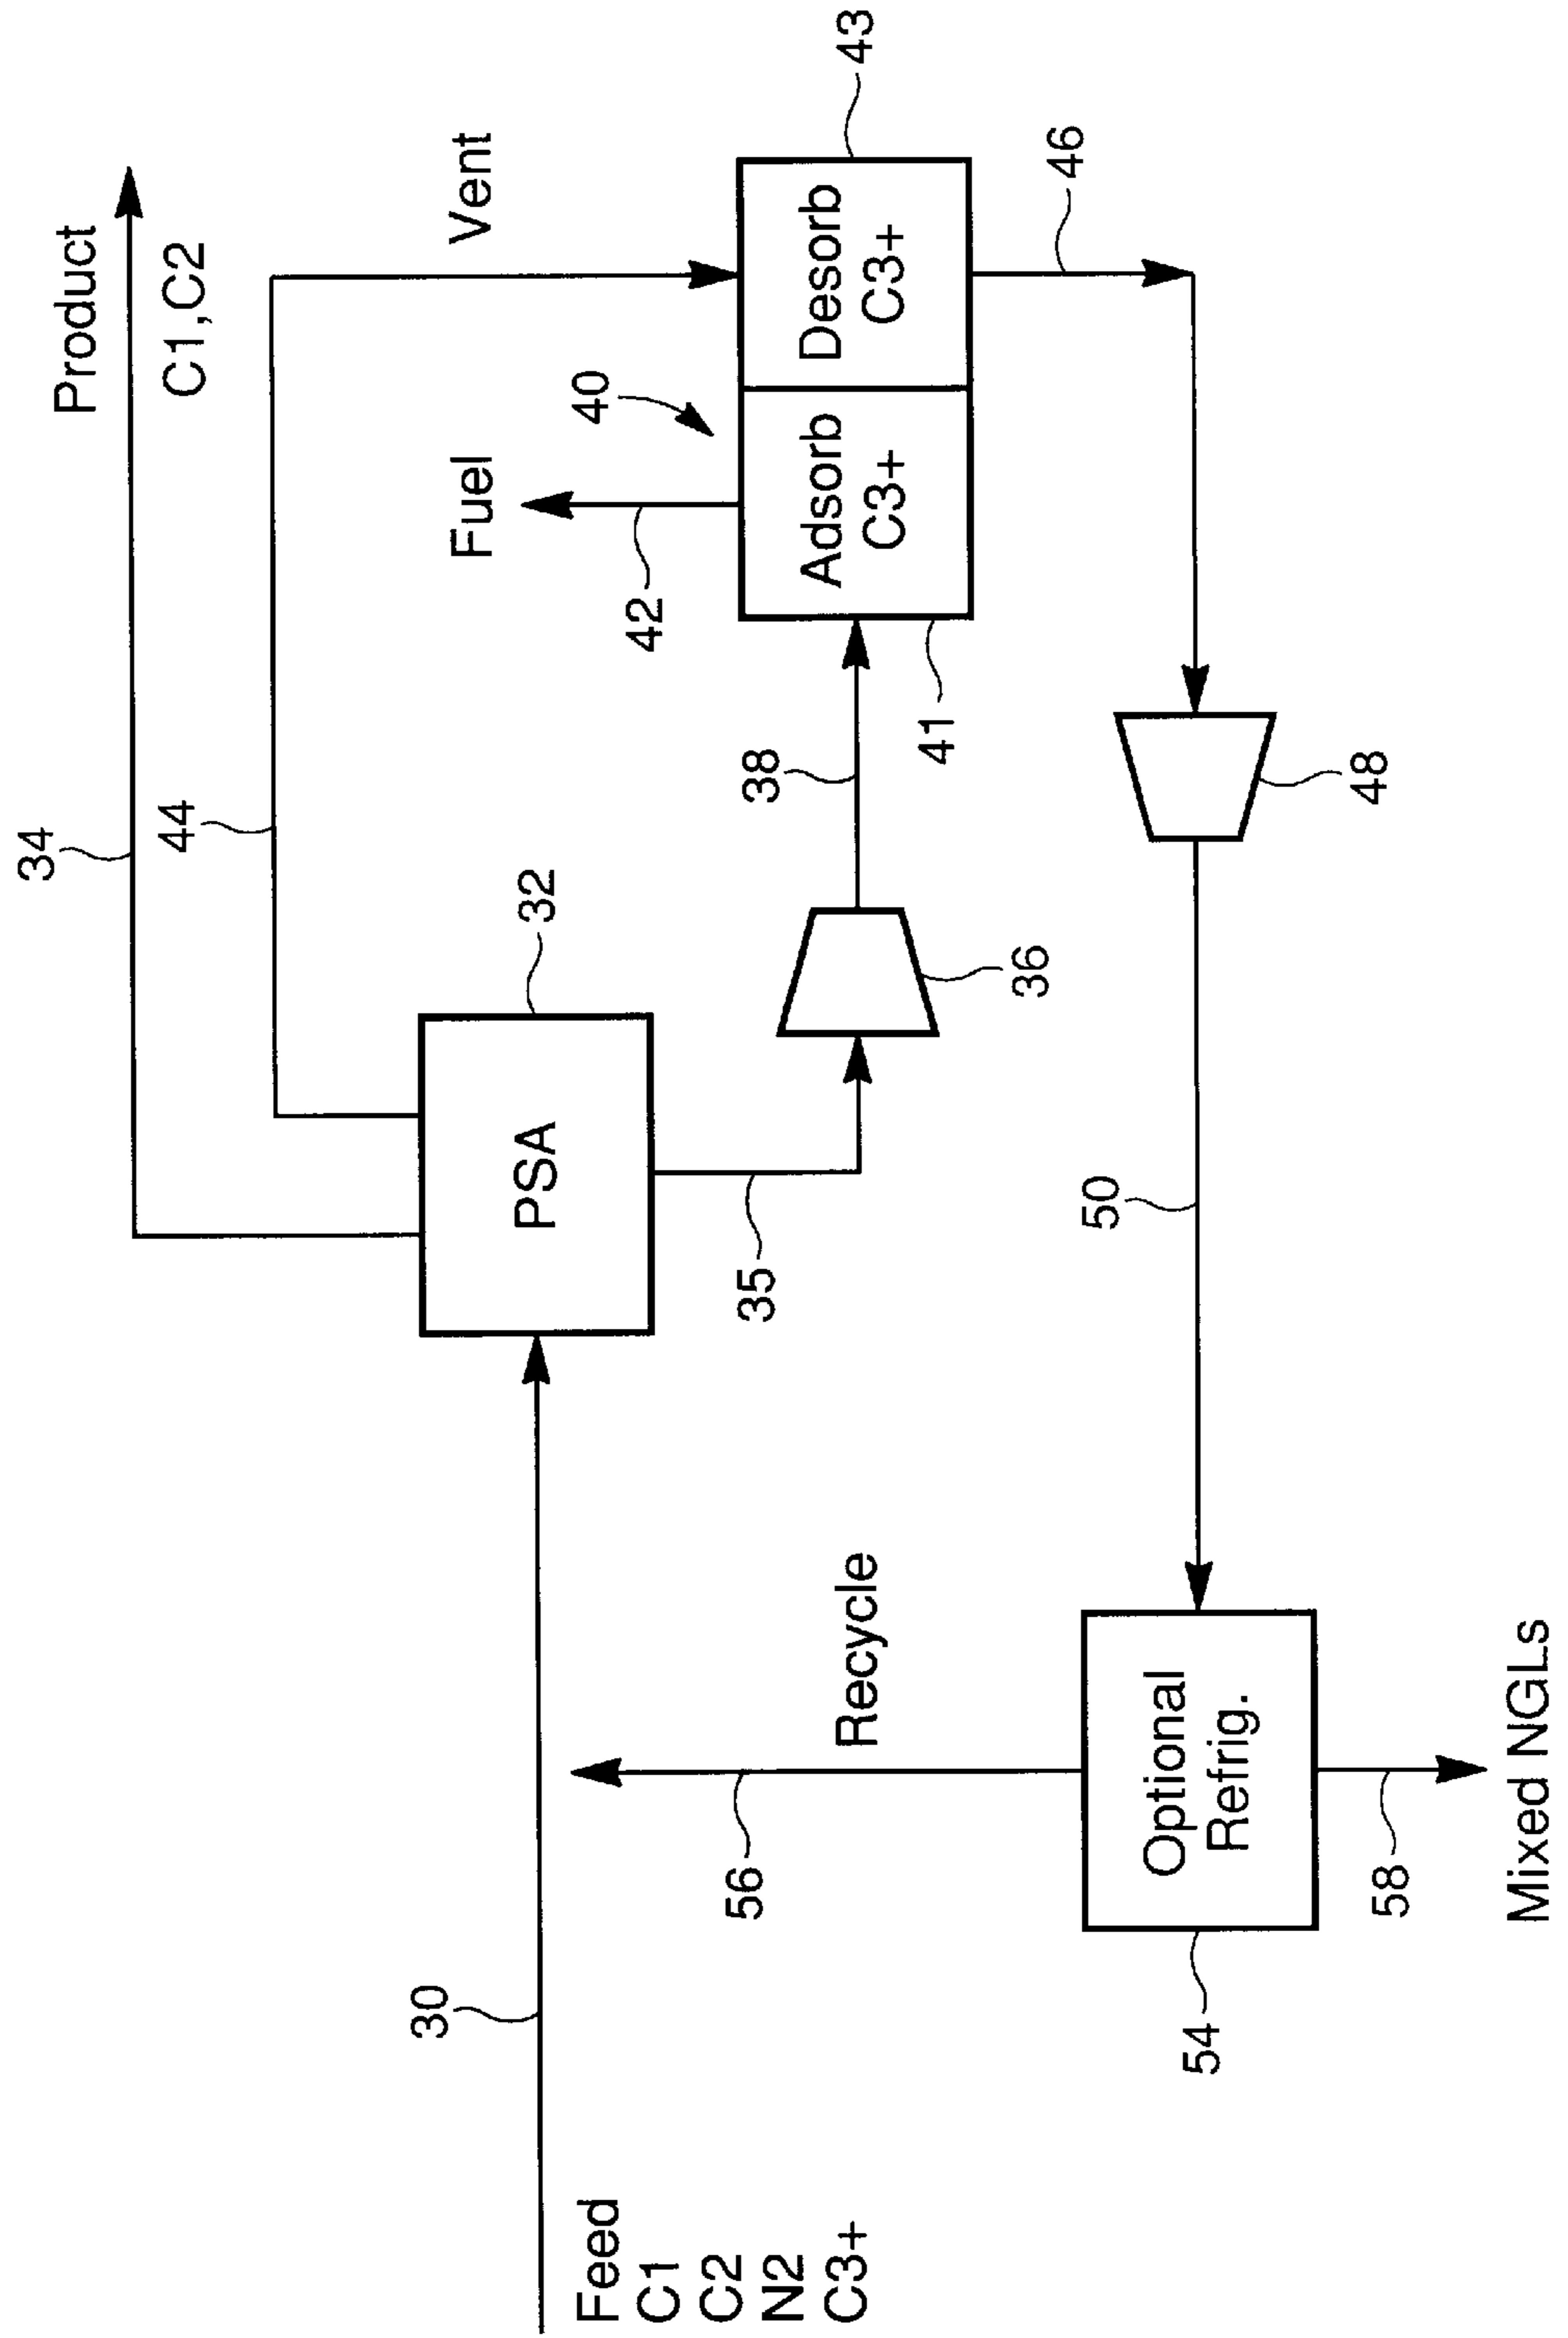 34
Product
C1,C2
44
Vent
32
PSA
Fuel
42
40
43
Adsorb
C3+
Desorb
C3+
30
35
36
38
41
46
Feed
C1
C2
N2
C3+
56
Recycle
50
48
54
Optional
Refrig.
58
Mixed NGLs